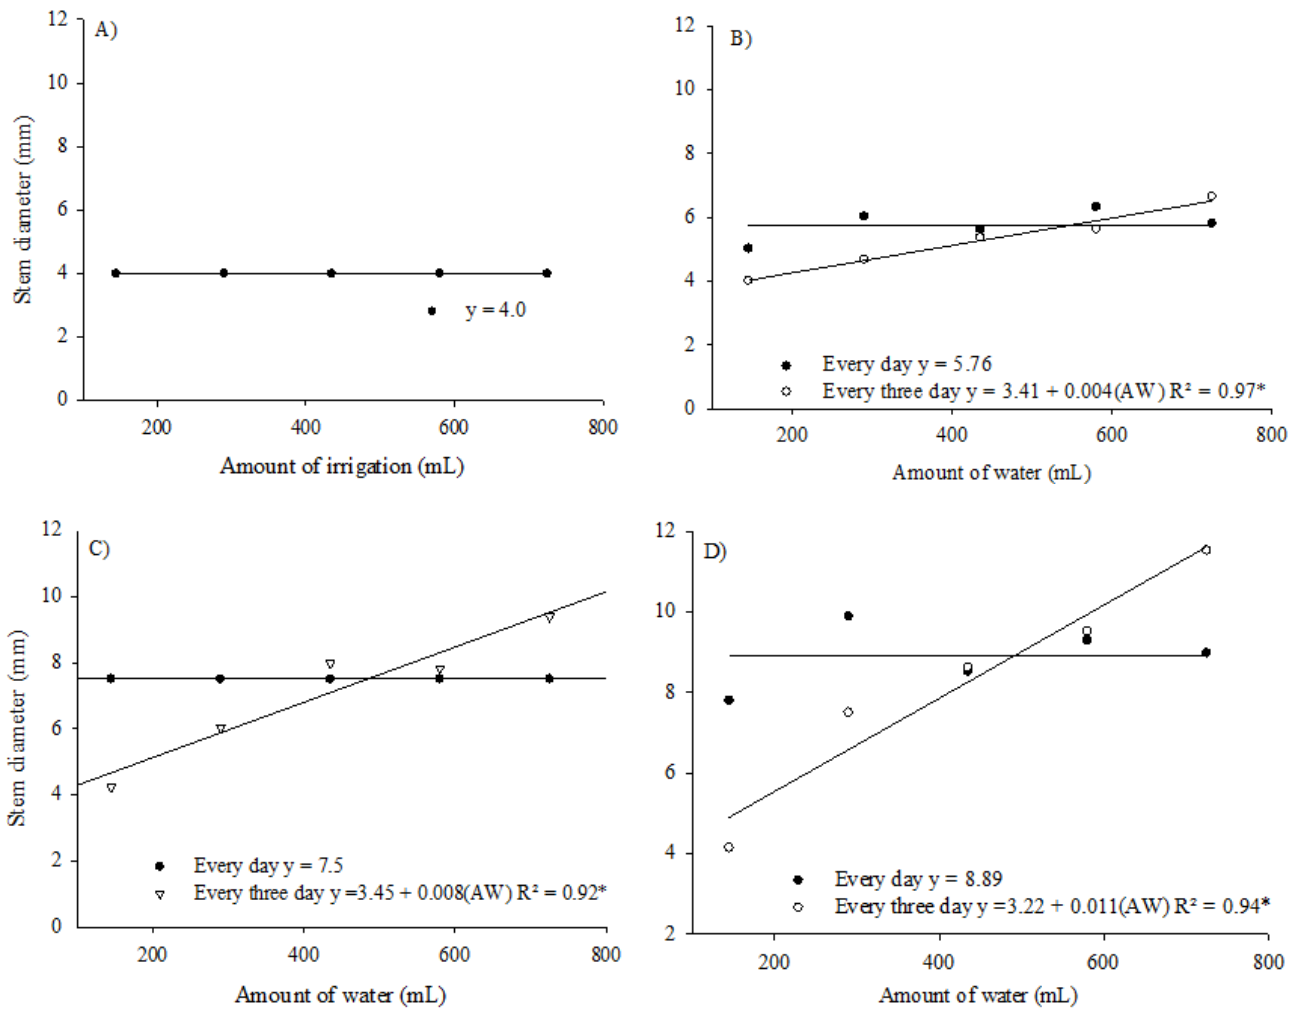 A)
Stem diameter (mm)
12
10
8
6
4
2
0
y = 4.0
200
400
600
800
Amount of irrigation (mL)
B)
12
10
8
6
4
2
0
Every day y = 5.76
Every three day y = 3.41 + 0.004(AW) R² = 0.97*
200
400
600
800
Amount of water (mL)
C)
Stem diameter (mm)
12
10
8
6
4
2
0
Every day y = 7.5
Every three day y =3.45 + 0.008(AW) R² = 0.92*
200
400
600
800
Amount of water (mL)
D)
12
10
8
6
4
2
Every day y = 8.89
Every three day y =3.22 + 0.011(AW) R² = 0.94*
200
400
600
800
Amount of water (mL)